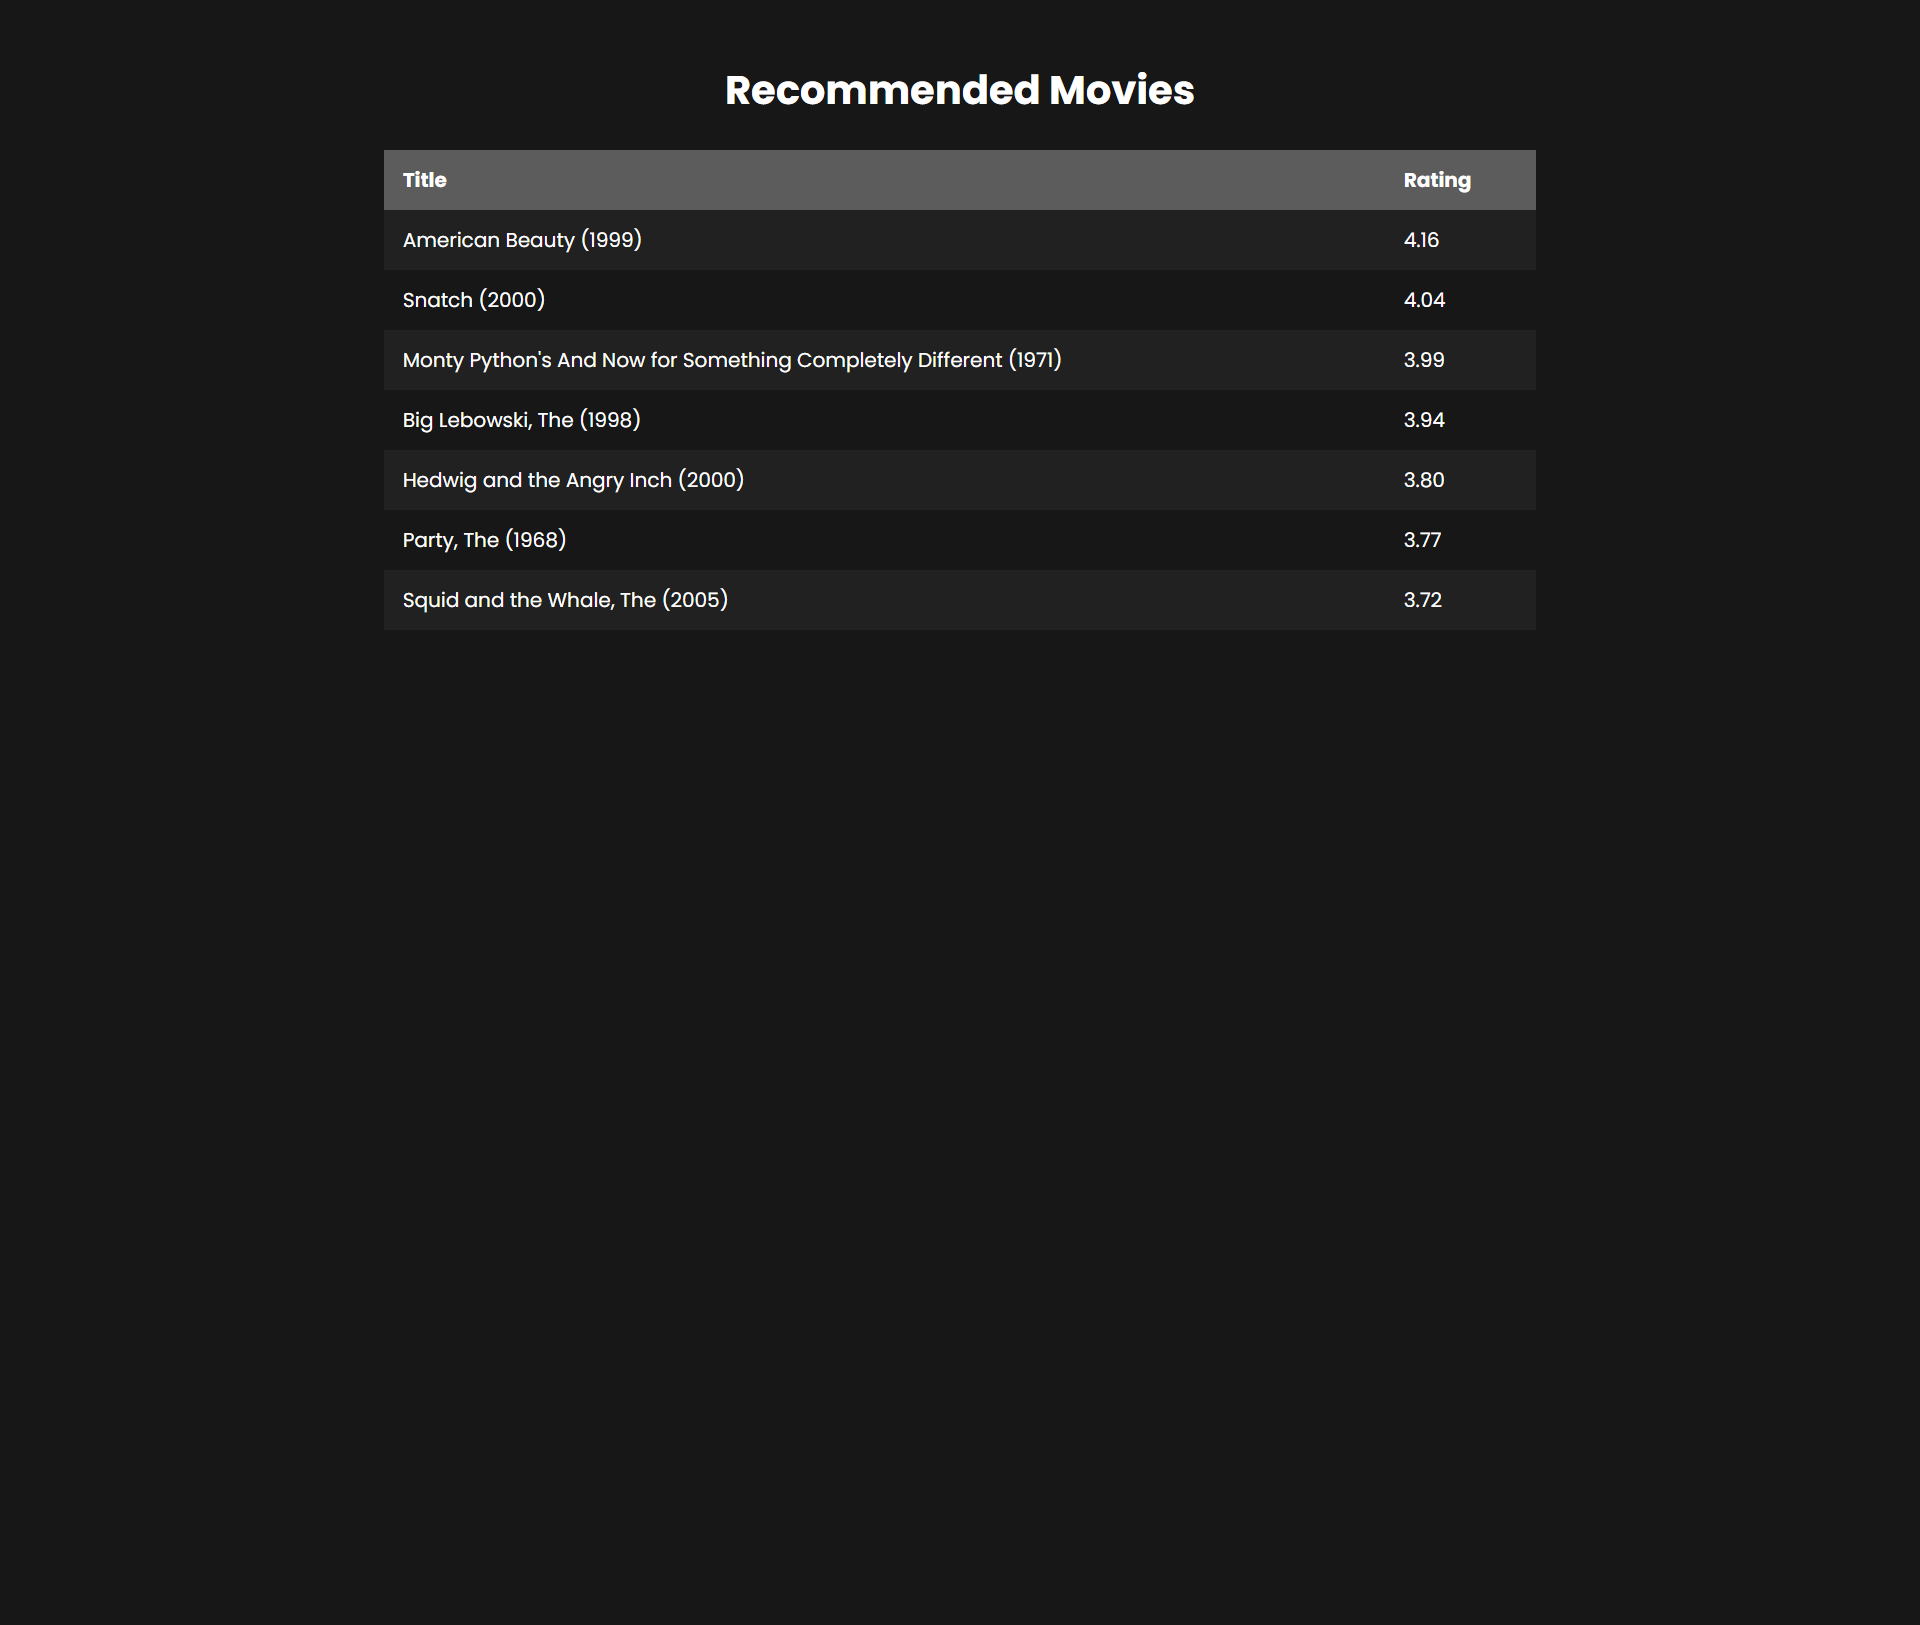 Recommended Movies
Title Rating
American Beauty (1999) 4.16
Snatch (2000) 4.04
Monty Python's And Now for Something Completely Different (1971) 3.99
Big Lebowski, The (1998) 3.94
Hedwig and the Angry Inch (2000) 3.80
Party, The (1968) 3.77
Squid and the Whale, The (2005) 3.72